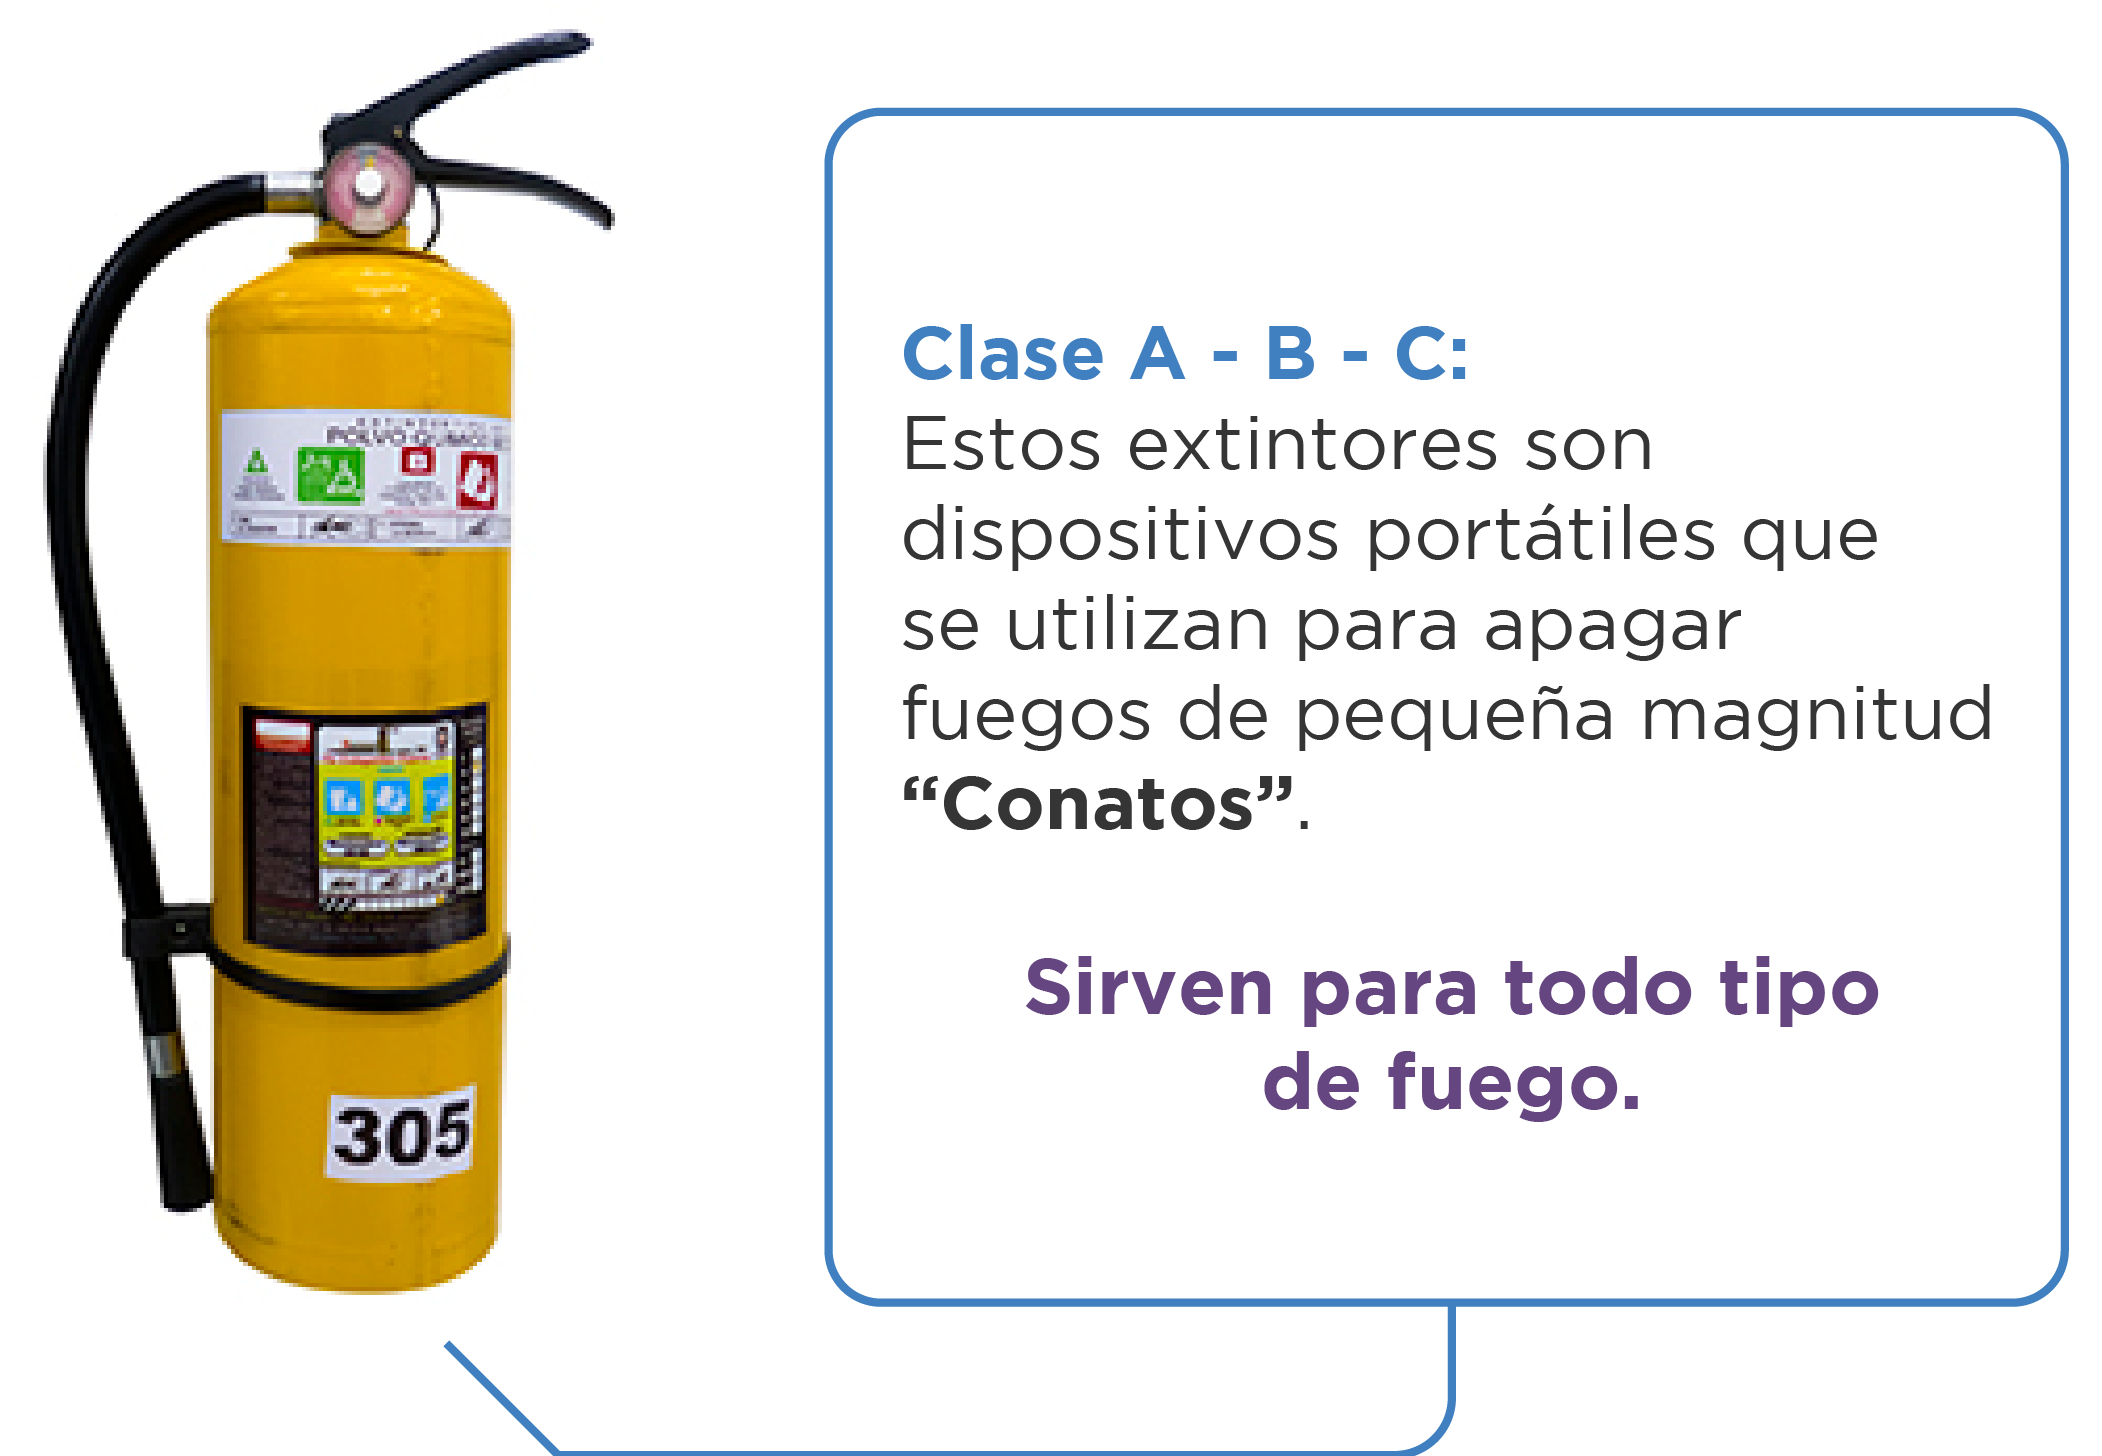 POLVO QUIMICO
305
Clase A - B - C:
Estos extintores son
dispositivos portátiles que
se utilizan para apagar
fuegos de pequeña magnitud
“Conatos”.
Sirven para todo tipo
de fuego.